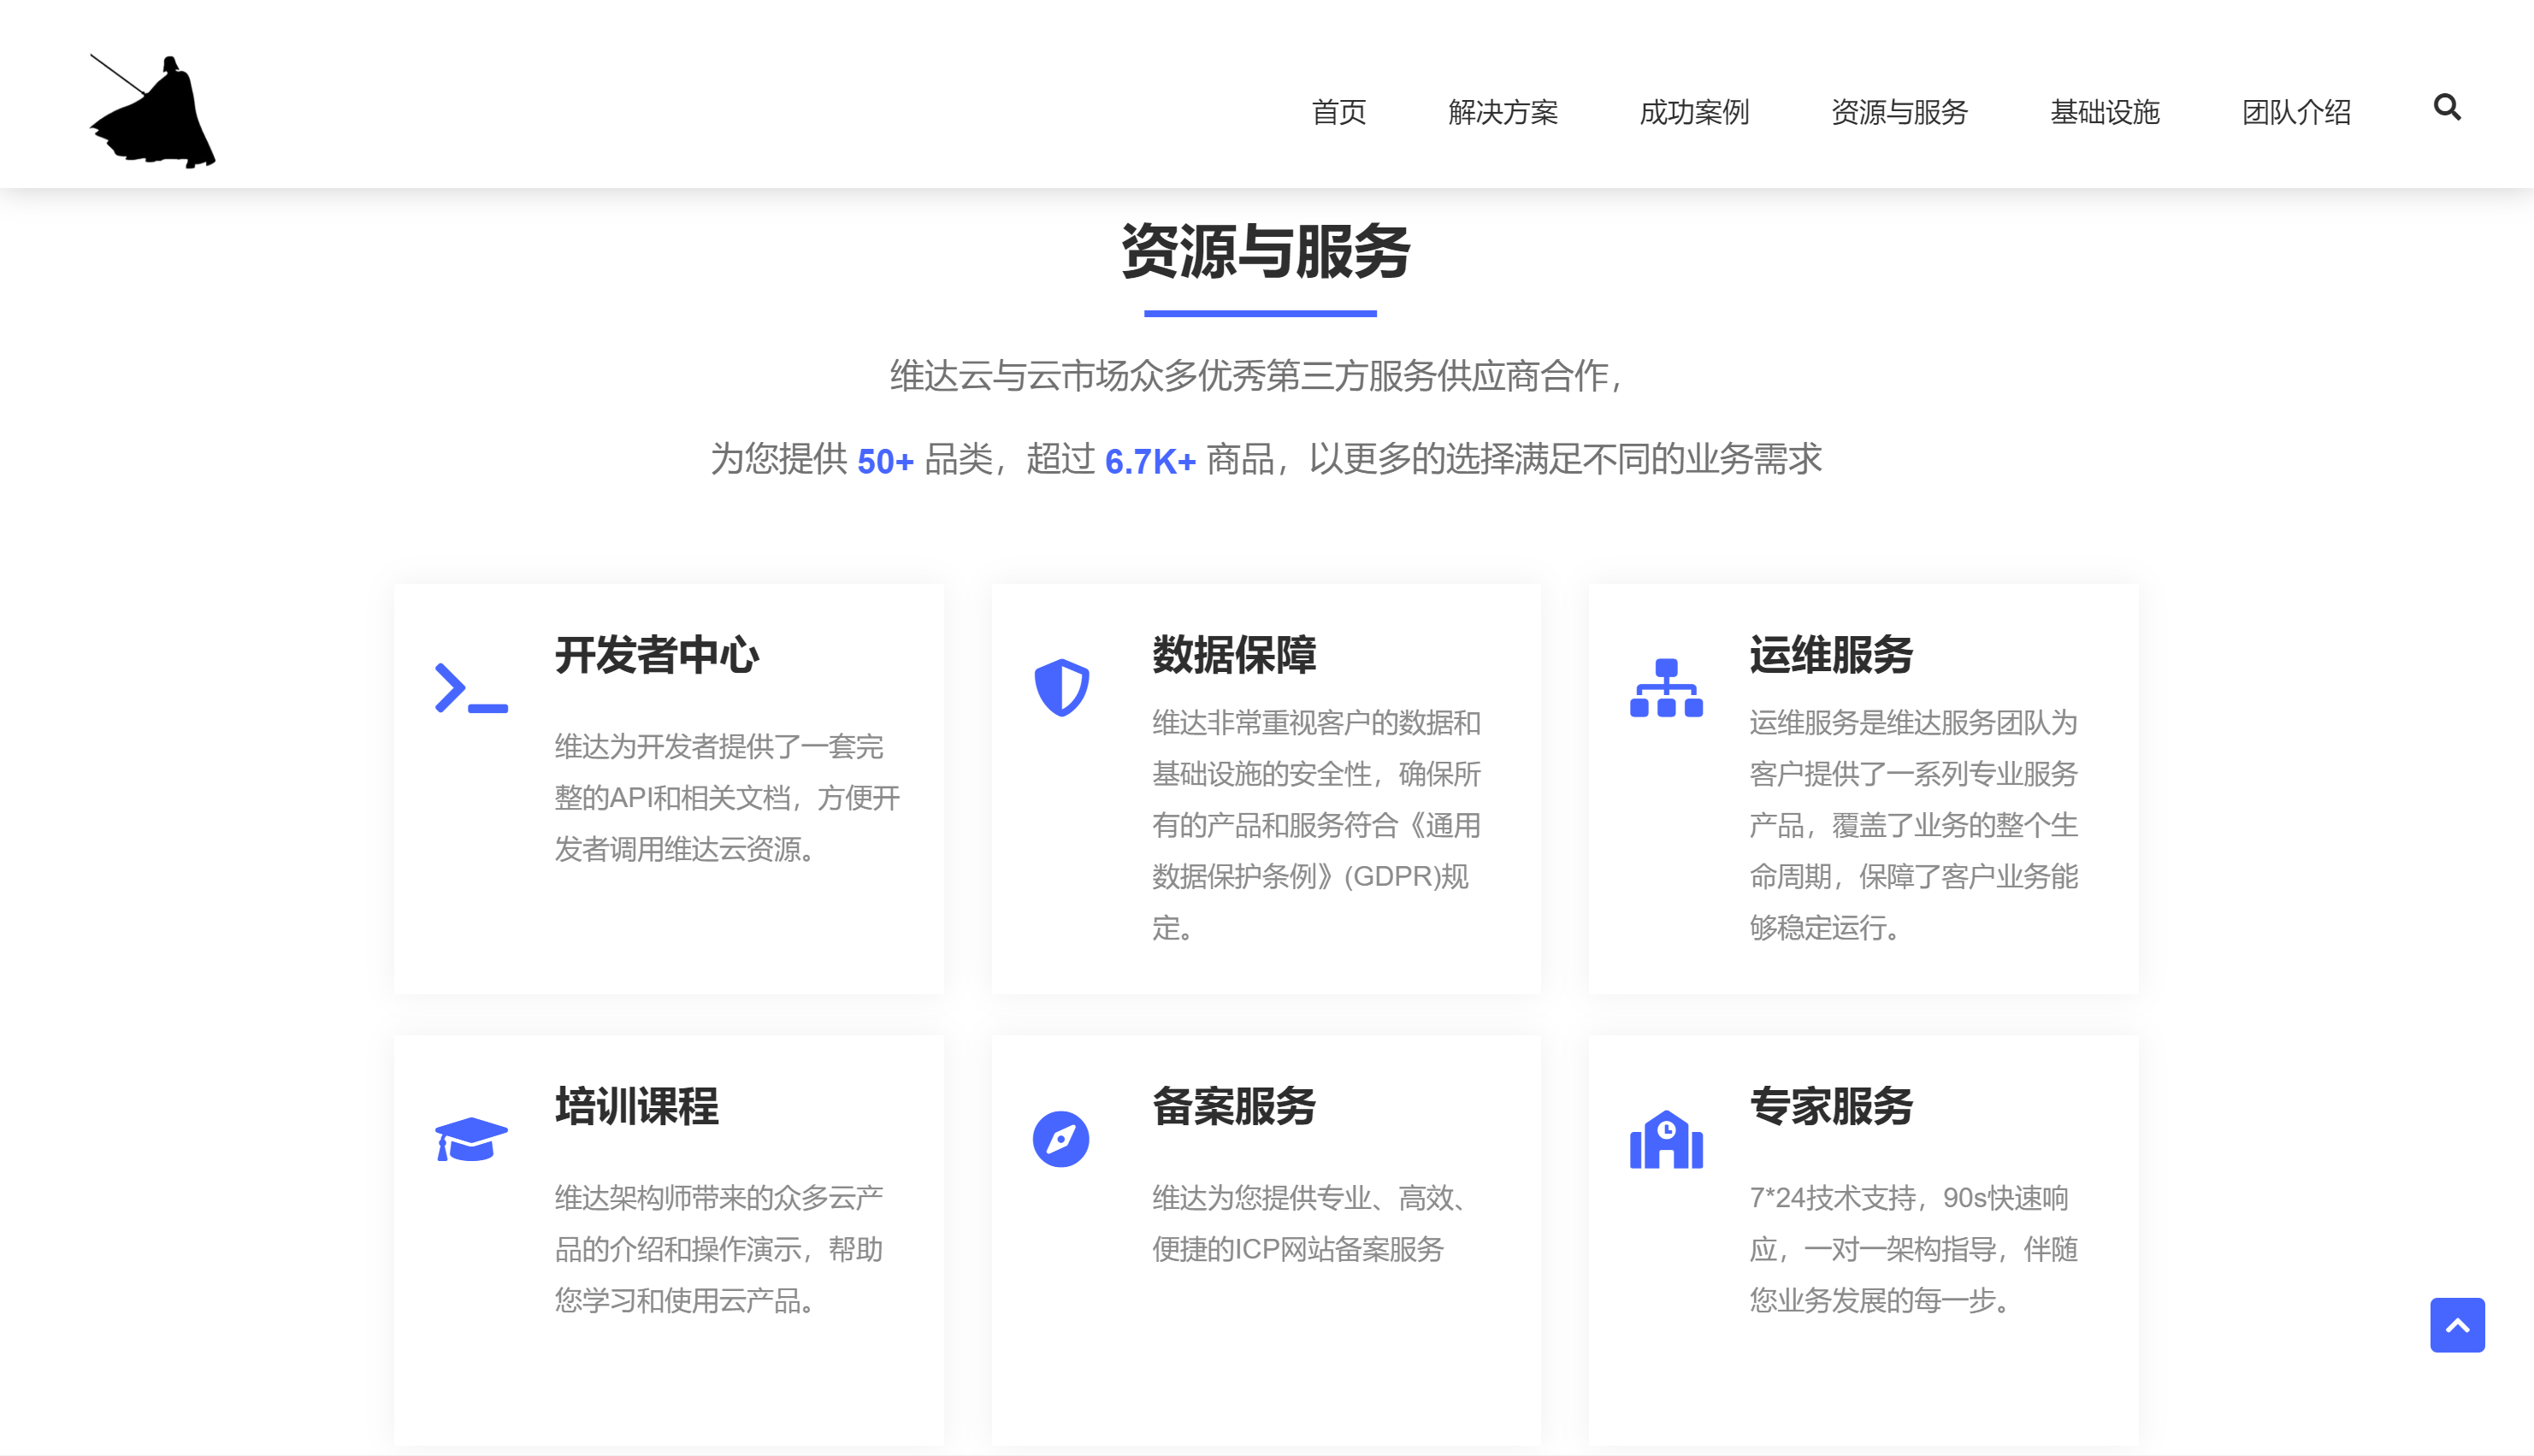 首页 解决方案 成功案例 资源与服务 基础设施 团队介绍
资源与服务
维达云与云市场众多优秀第三方服务供应商合作，
为您提供 50+ 品类，超过 6.7K+ 商品，以更多的选择满足不同的业务需求
开发者中心
维达为开发者提供了一套完
整的API和相关文档，方便开
发者调用维达云资源。
数据保障
维达非常重视客户的数据和
基础设施的安全性，确保所
有的产品和服务符合《通用
数据保护条例》(GDPR)规
定。
运维服务
运维服务是维达服务团队为
客户提供了一系列专业服务
产品，覆盖了业务的整个生
命周期，保障了客户业务能
够稳定运行。
培训课程
维达架构师带来的众多云产
品的介绍和操作演示，帮助
您学习和使用云产品。
备案服务
维达为您提供专业、高效、
便捷的ICP网站备案服务
专家服务
7*24技术支持，90s快速响
应，一对一架构指导，伴随
您业务发展的每一步。